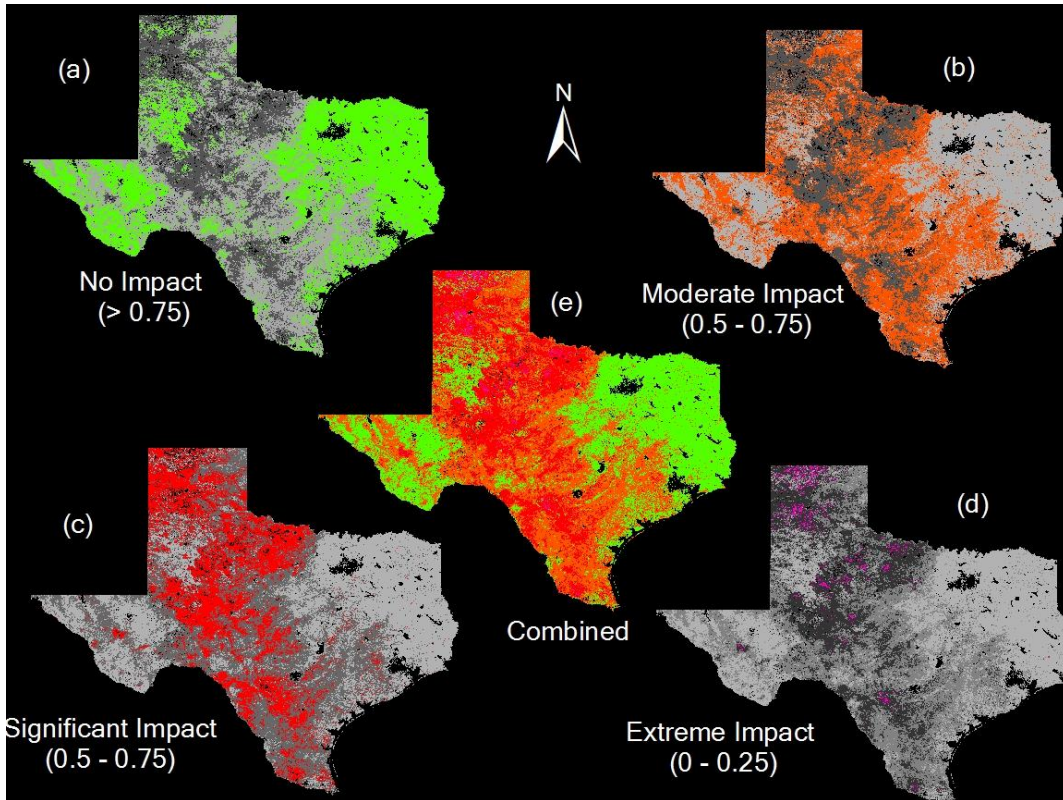 (a)
No Impact
(> 0.75)
N
(b)
Moderate Impact
(0.5 - 0.75)
(e)
Combined
(c)
Significant Impact
(0.5 - 0.75)
(d)
Extreme Impact
(0 - 0.25)